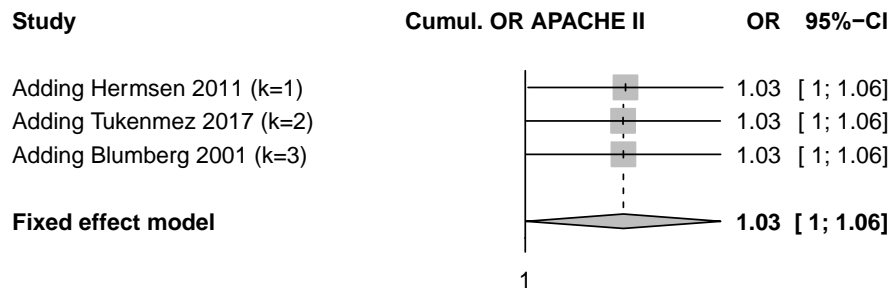 Study Cumul. OR APACHE II OR 95%−CI
Adding Hermsen 2011 (k=1) 1.03 [ 1; 1.06]
Adding Tukenmez 2017 (k=2) 1.03 [ 1; 1.06]
Adding Blumberg 2001 (k=3) 1.03 [ 1; 1.06]
Fixed effect model 1.03 [ 1; 1.06]
1